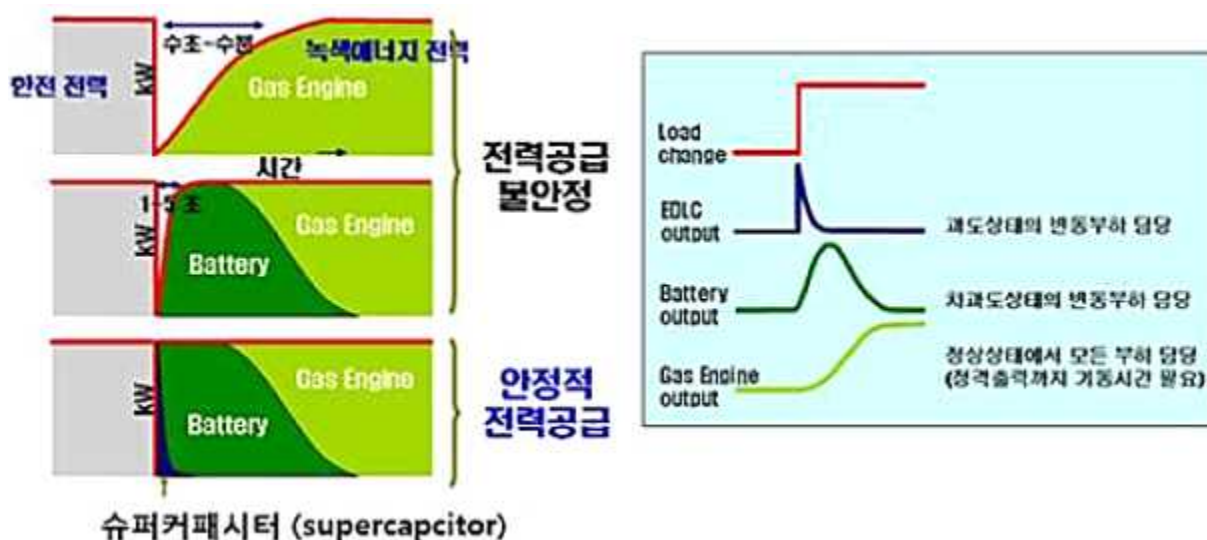 수초~수분
녹색에너지 전력
한전 전력
kW
Gas Engine
시간
1~5 초
kW
Gas Engine
Battery
전력공급
불안정
kW
Gas Engine
Battery
안정적
전력공급
슈퍼커패시터 (supercapcitor)
Load
change
EDLC
output
과도상태의 변동부하 담당
Battery
output
차과도상태의 변동부하 담당
Gas Engine
output
정상상태에서 모든 부하 담당
(정격출력까지 기동시간 필요)